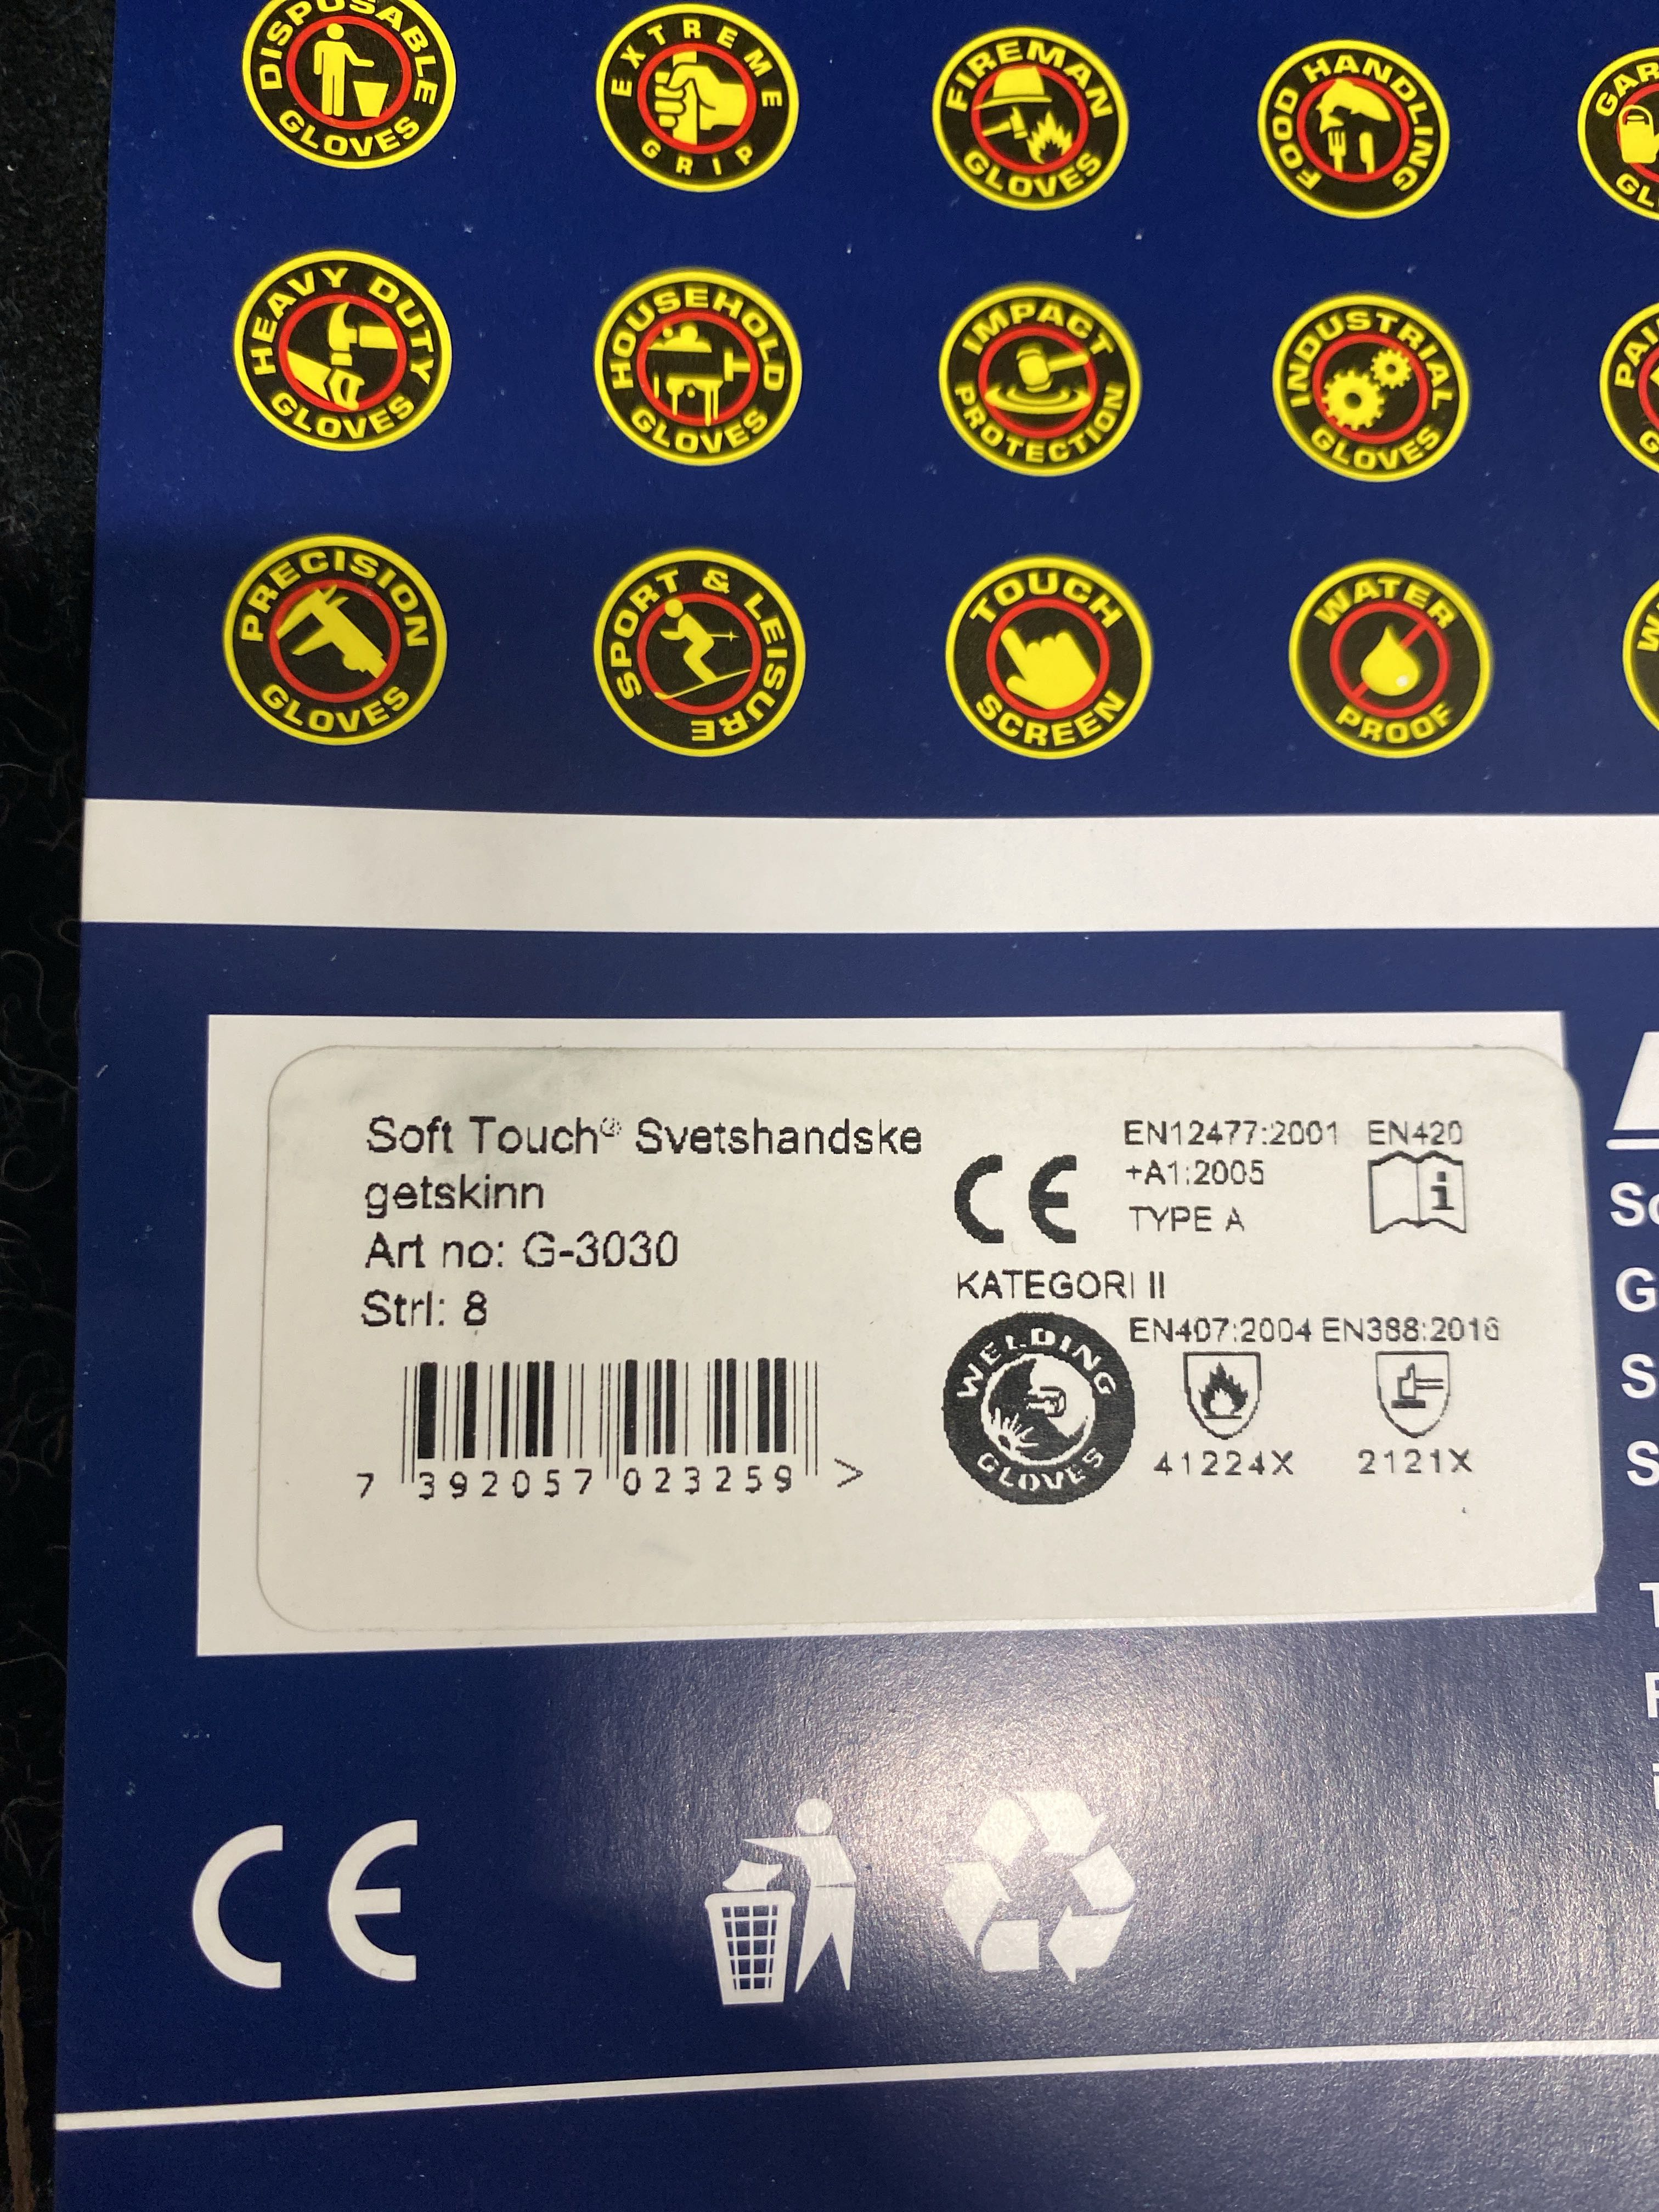 DISPOSABLE GLOVES
EXTREME GRIP
FIREMAN GLOVES
FOOD HANDLING
HEAVY DUTY GLOVES
HOUSEHOLD GLOVES
IMPACT PROTECTION
INDUSTRIAL GLOVES
PRECISION GLOVES
SPORT & LEISURE
TOUCH SCREEN
WATER PROOF
Soft Touch® Svetshandske
getskinn
Art no: G-3030
Strl: 8
7 392057 023259 >
CE
EN12477:2001
+A1:2005
TYPE A
EN420
i
KATEGORI II
WELDING GLOVES
EN407:2004 EN388:2016
41224X 2121X
CE